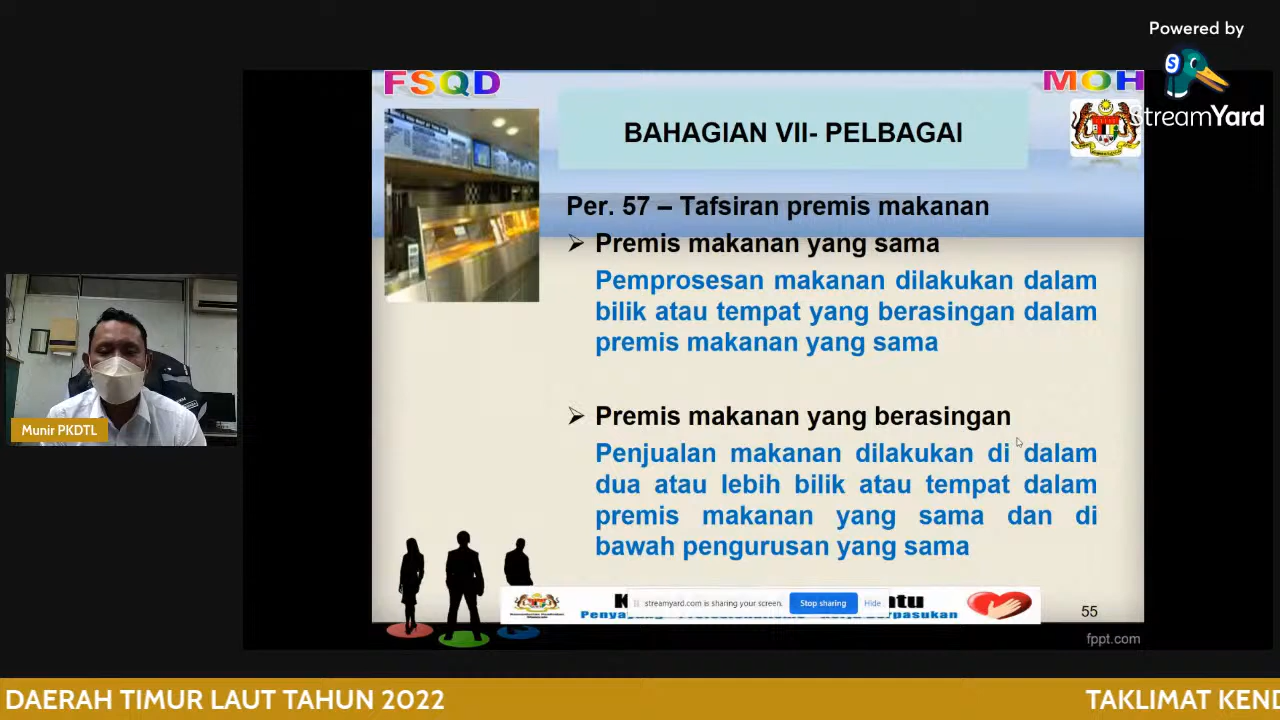 Powered by
StreamYard
FSQD
MOH
BAHAGIAN VII- PELBAGAI
Per. 57 – Tafsiran premis makanan
➢ Premis makanan yang sama
Pemprosesan makanan dilakukan dalam
bilik atau tempat yang berasingan dalam
premis makanan yang sama
➢ Premis makanan yang berasingan
Penjualan makanan dilakukan di dalam
dua atau lebih bilik atau tempat dalam
premis makanan yang sama dan di
bawah pengurusan yang sama
Munir PKDTL
streamyard.com is sharing your screen.
Stop sharing
Hide
55
fppt.com
DAERAH TIMUR LAUT TAHUN 2022
TAKLIMAT KEND